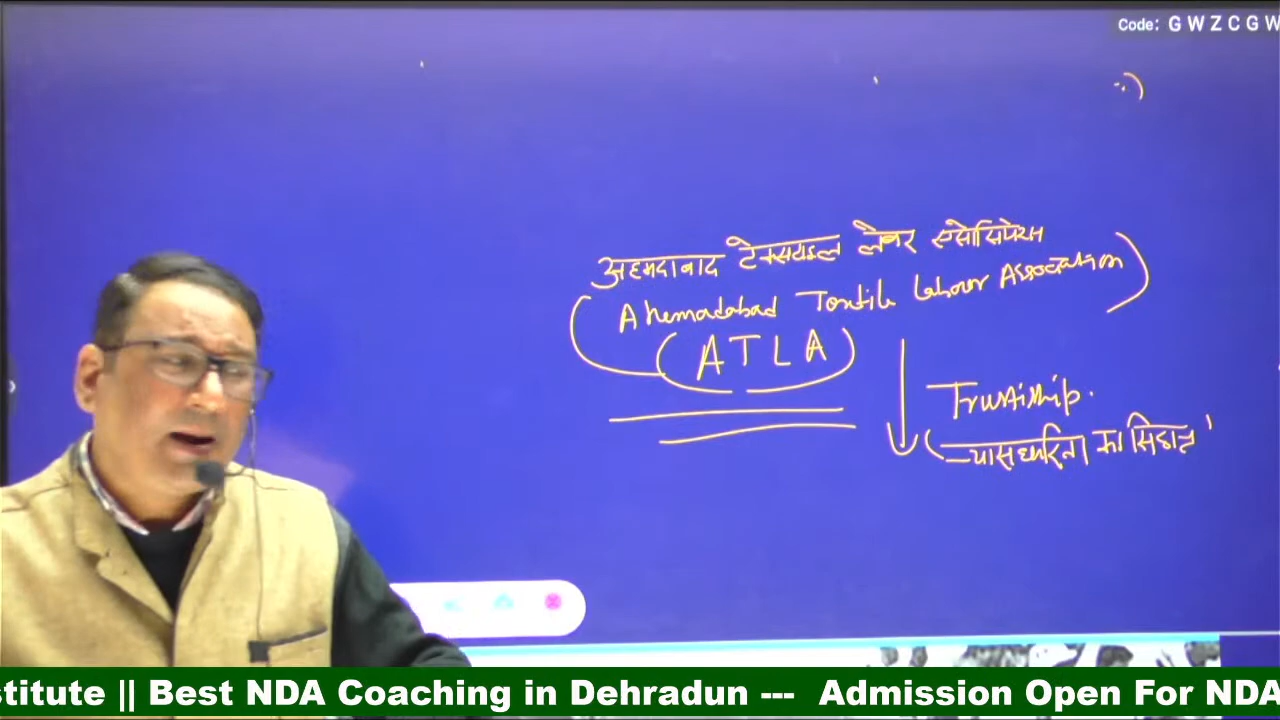 Code: G W Z C G W
अहमदाबाद टेक्सटाइल लेबर एसोसिएशन
(Ahemadabad Textile Labour Association)
(ATLA)
Trustiship.
(न्यासधारिता का सिद्धान्त'
stitute || Best NDA Coaching in Dehradun --- Admission Open For NDA